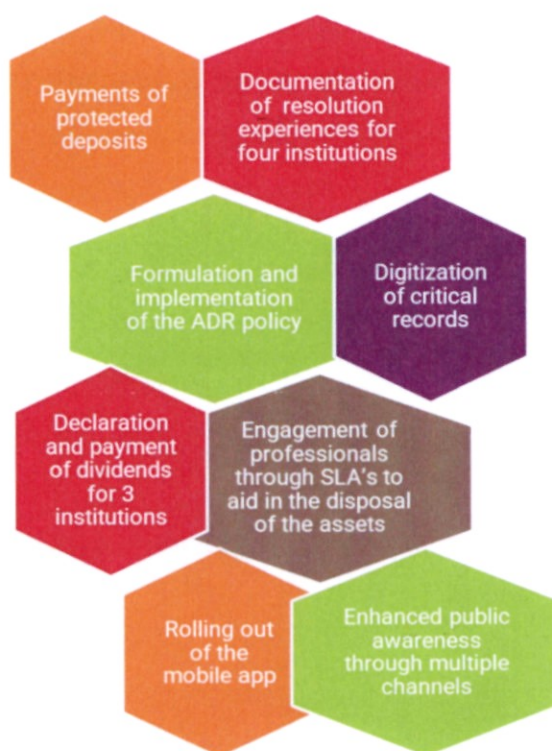 Payments of
protected
deposits
Documentation
of resolution
experiences for
four institutions
Formulation and
implementation
of the ADR policy
Digitization
of critical
records
Declaration
and payment
of dividends
for 3
institutions
Engagement of
professionals
through SLA's to
aid in the disposal
of the assets
Rolling out
of the
mobile app
Enhanced public
awareness
through multiple
channels